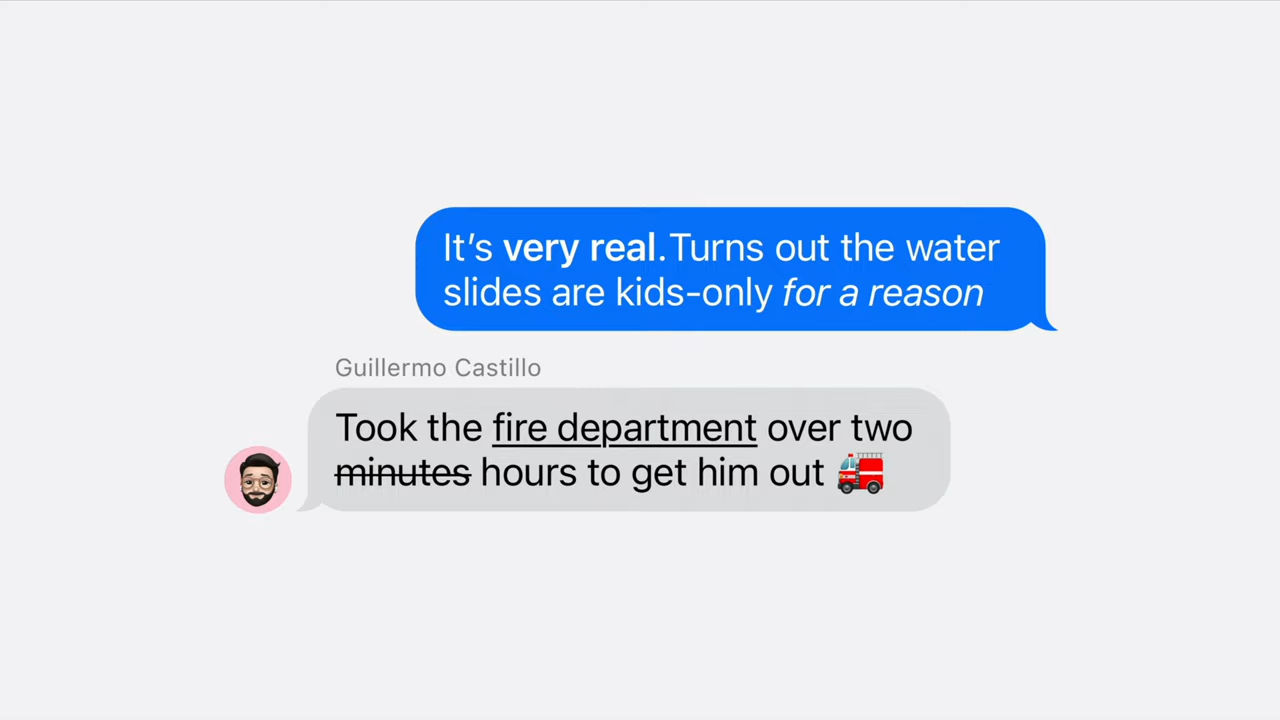 It’s very real.Turns out the water
slides are kids-only for a reason
Guillermo Castillo
Took the fire department over two
minutes hours to get him out 🚒